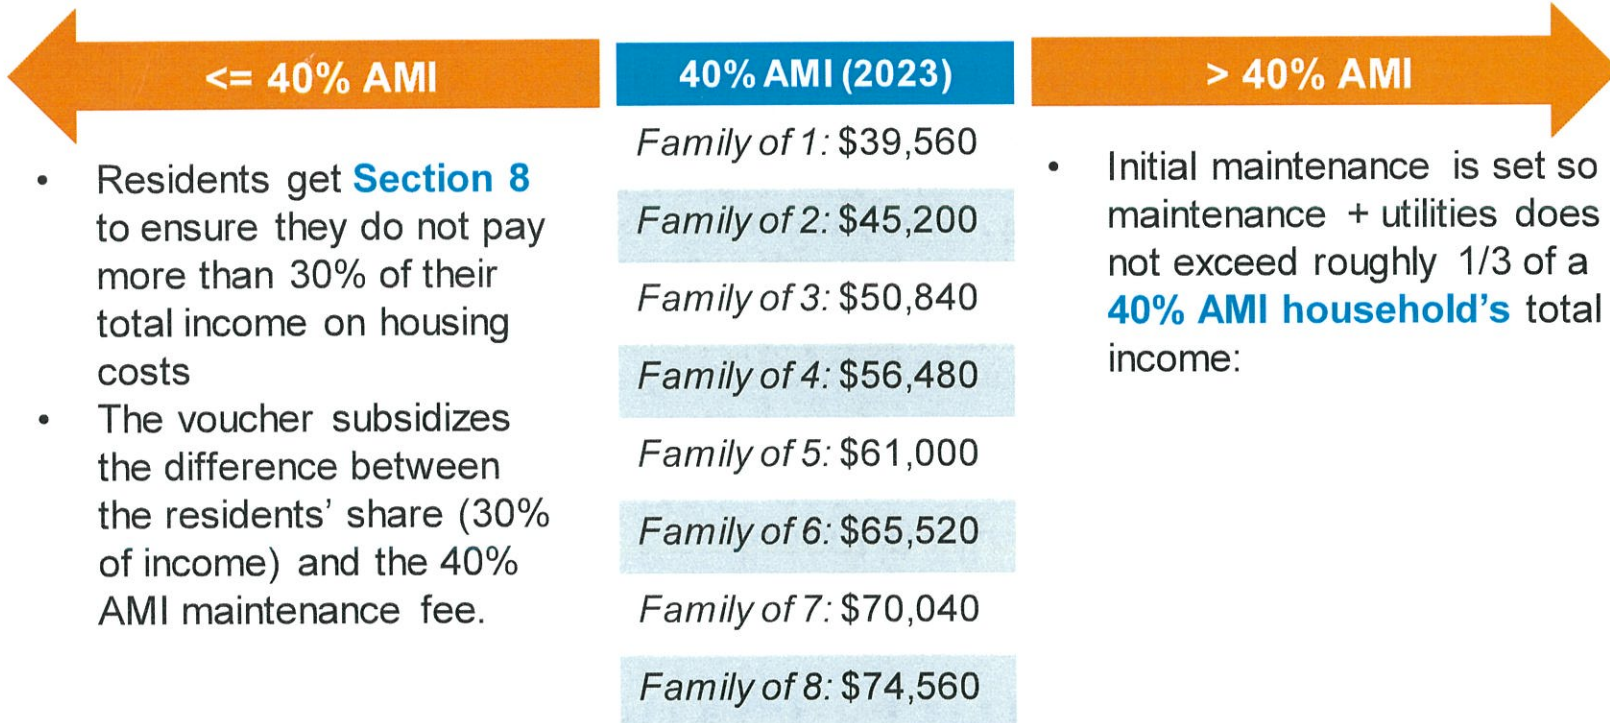 <= 40% AMI
• Residents get Section 8
to ensure they do not pay
more than 30% of their
total income on housing
costs
• The voucher subsidizes
the difference between
the residents' share (30%
of income) and the 40%
AMI maintenance fee.
40% AMI (2023)
Family of 1: $39,560
Family of 2: $45,200
Family of 3: $50,840
Family of 4: $56,480
Family of 5: $61,000
Family of 6: $65,520
Family of 7: $70,040
Family of 8: $74,560
> 40% AMI
• Initial maintenance is set so
maintenance + utilities does
not exceed roughly 1/3 of a
40% AMI household's total
income: